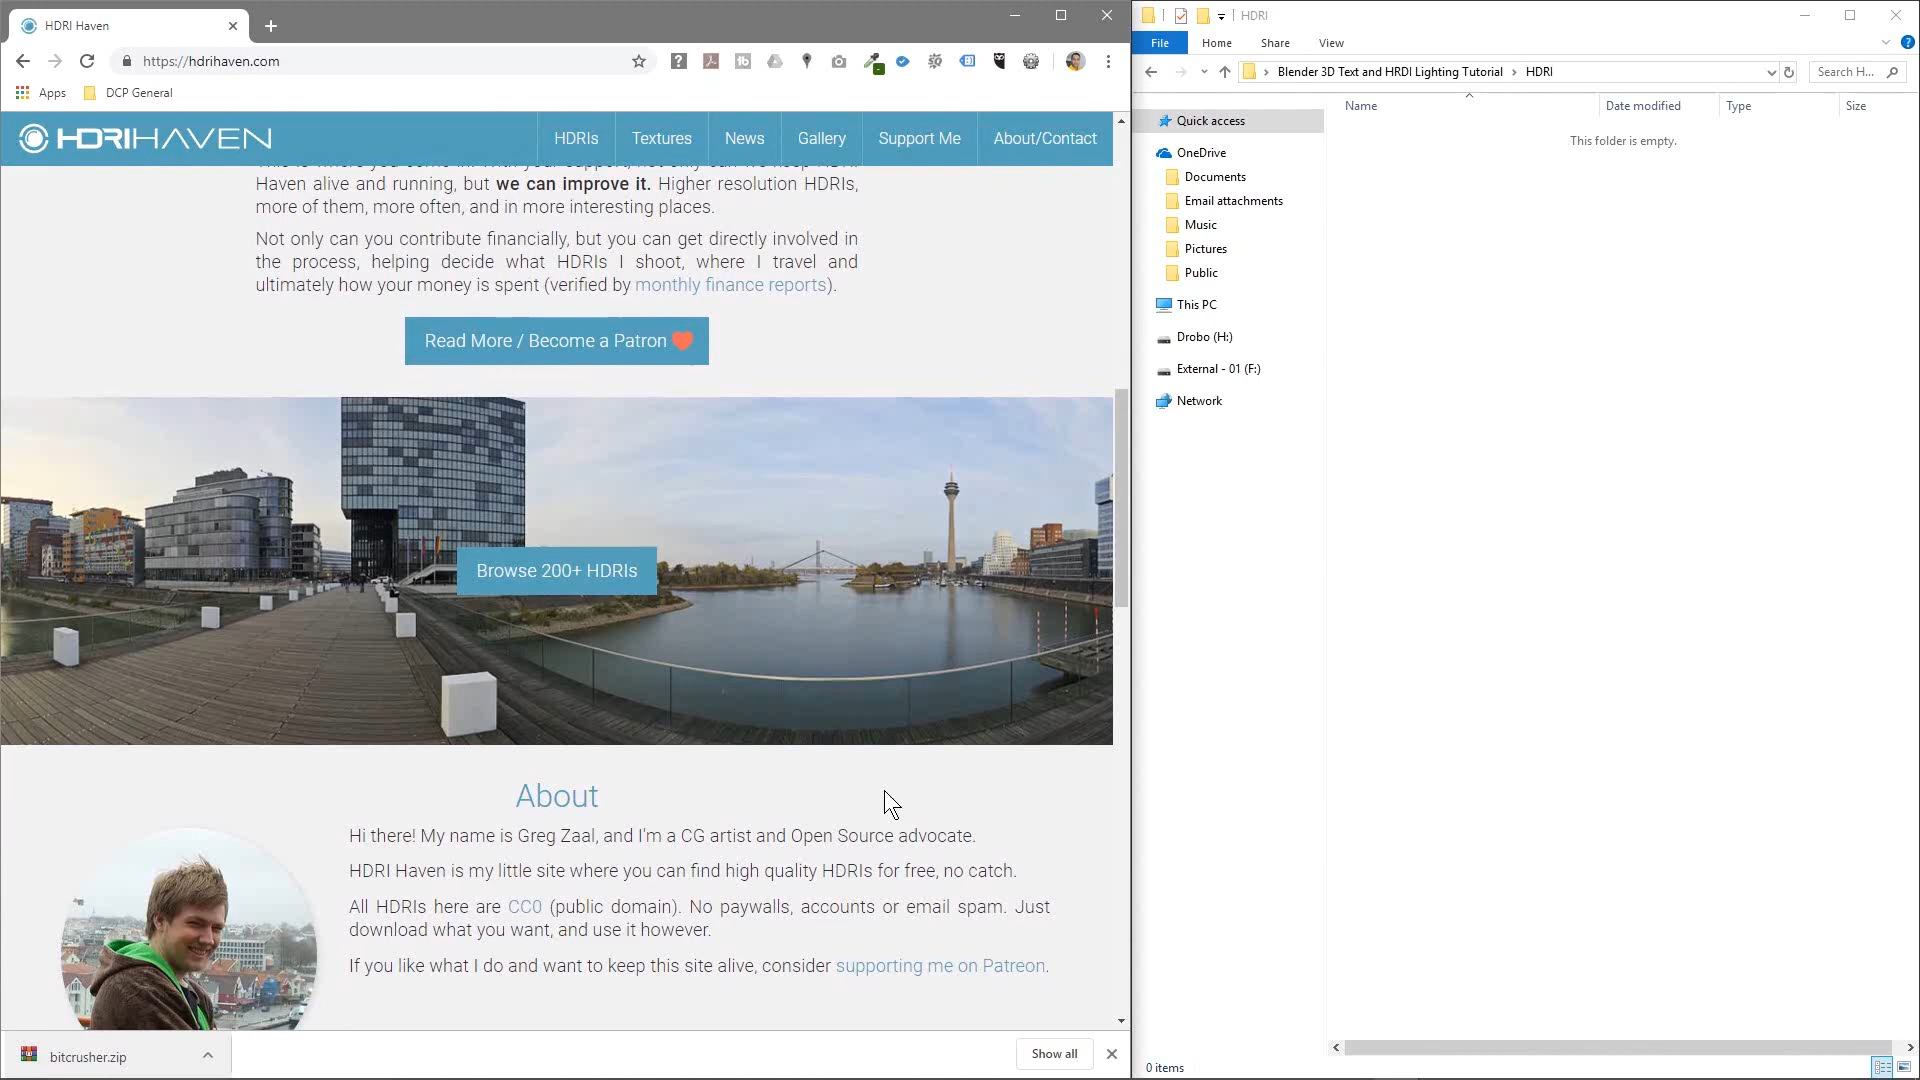 HDRI Haven
https://hdrihaven.com
Apps
DCP General
HDRIHAVEN
HDRIs
Textures
News
Gallery
Support Me
About/Contact
Haven alive and running, but we can improve it. Higher resolution HDRIs,
more of them, more often, and in more interesting places.
Not only can you contribute financially, but you can get directly involved in
the process, helping decide what HDRIs I shoot, where I travel and
ultimately how your money is spent (verified by monthly finance reports).
Read More / Become a Patron
Browse 200+ HDRIs
About
Hi there! My name is Greg Zaal, and I'm a CG artist and Open Source advocate.
HDRI Haven is my little site where you can find high quality HDRIs for free, no catch.
All HDRIs here are CC0 (public domain). No paywalls, accounts or email spam. Just
download what you want, and use it however.
If you like what I do and want to keep this site alive, consider supporting me on Patreon.
bitcrusher.zip
Show all
HDRI
File
Home
Share
View
Blender 3D Text and HRDI Lighting Tutorial
HDRI
Search H...
Name
Date modified
Type
Size
This folder is empty.
Quick access
OneDrive
Documents
Email attachments
Music
Pictures
Public
This PC
Drobo (H:)
External - 01 (F:)
Network
0 items